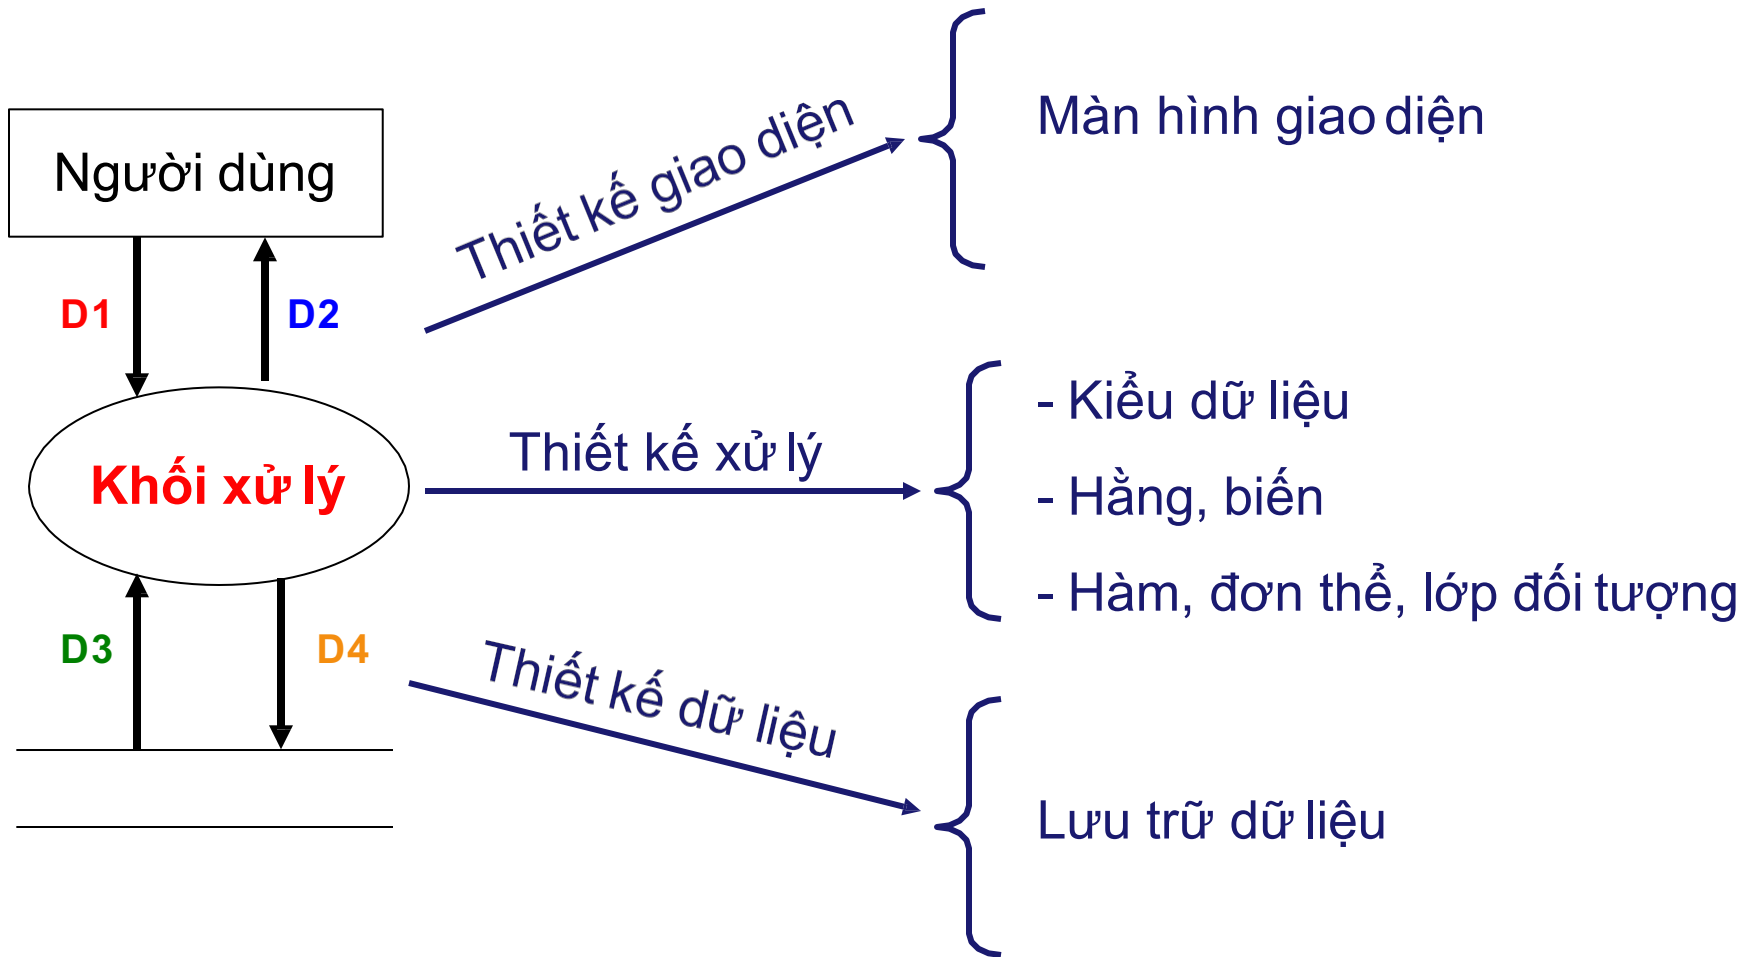 Người dùng
D1
D2
Khối xử lý
D3
D4
Thiết kế giao diện
Màn hình giao diện
Thiết kế xử lý
- Kiểu dữ liệu
- Hằng, biến
- Hàm, đơn thể, lớp đối tượng
Thiết kế dữ liệu
Lưu trữ dữ liệu